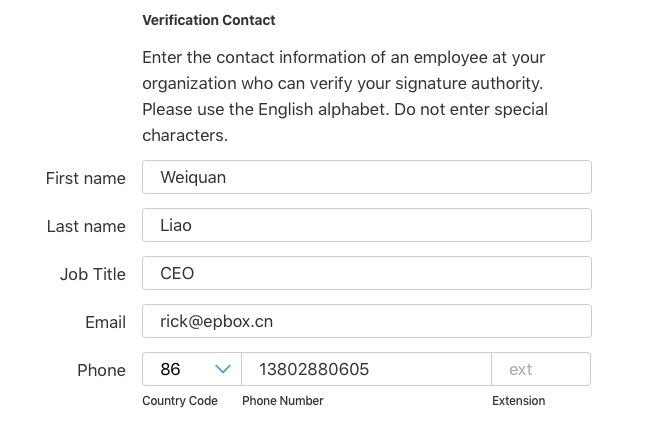 Verification Contact
Enter the contact information of an employee at your
organization who can verify your signature authority.
Please use the English alphabet. Do not enter special
characters.
First name Weiquan
Last name Liao
Job Title CEO
Email rick@epbox.cn
Phone 86 13802880605 ext
Country Code Phone Number Extension